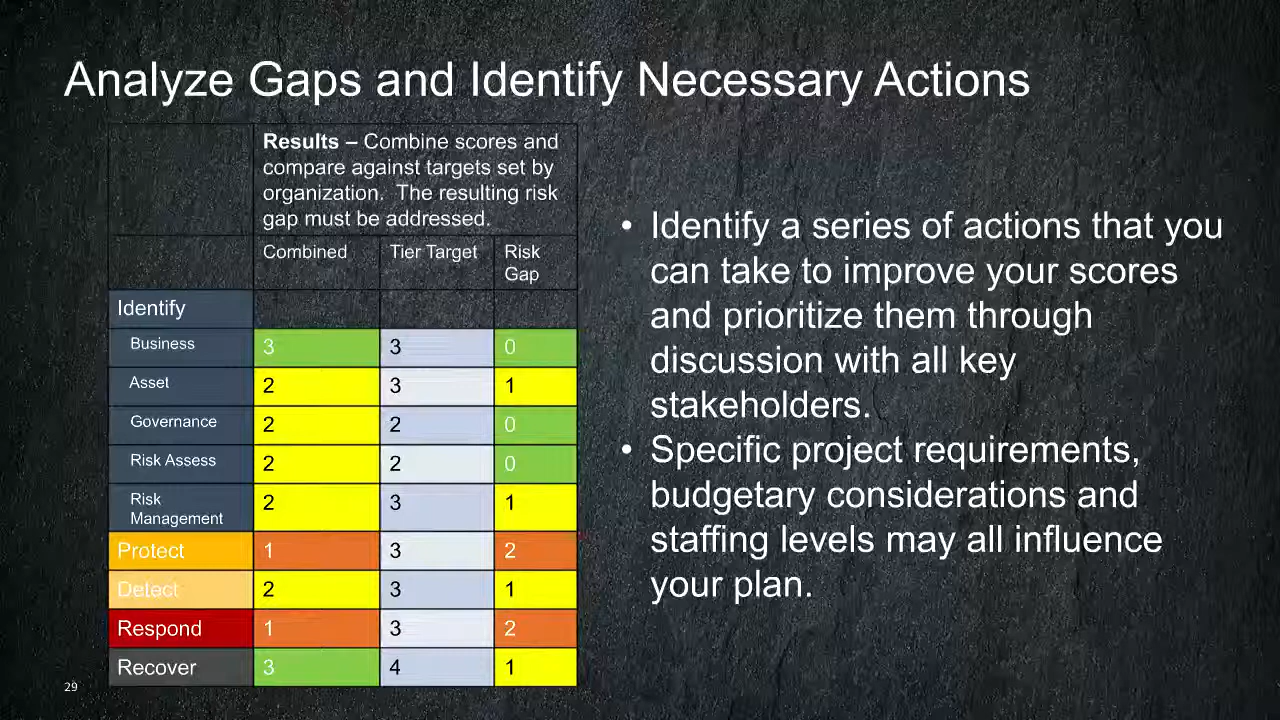 Analyze Gaps and Identify Necessary Actions
Results – Combine scores and
compare against targets set by
organization.  The resulting risk
gap must be addressed.
Combined Tier Target Risk
Gap
Identify
Business 3 3 0
Asset 2 3 1
Governance 2 2 0
Risk Assess 2 2 0
Risk
Management 2 3 1
Protect 1 3 2
Detect 2 3 1
Respond 1 3 2
Recover 3 4 1
• Identify a series of actions that you
can take to improve your scores
and prioritize them through
discussion with all key
stakeholders.
• Specific project requirements,
budgetary considerations and
staffing levels may all influence
your plan.
29